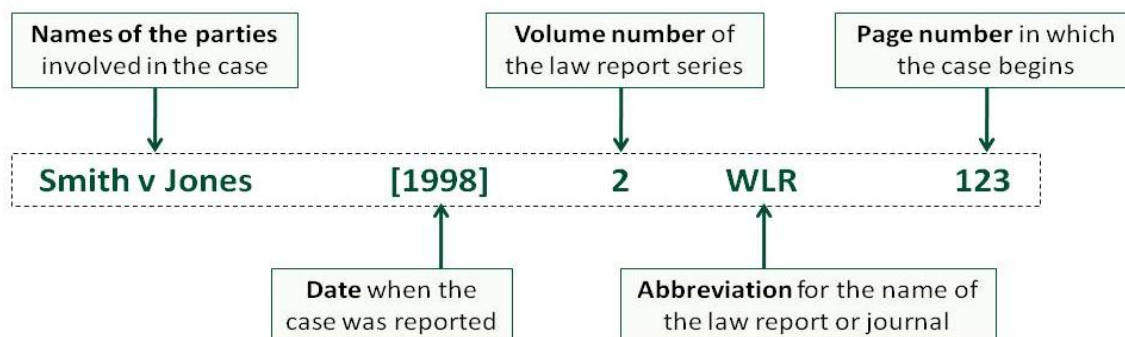 Names of the parties
involved in the case
Volume number of
the law report series
Page number in which
the case begins
Smith v Jones [1998] 2 WLR 123
Date when the
case was reported
Abbreviation for the name of
the law report or journal